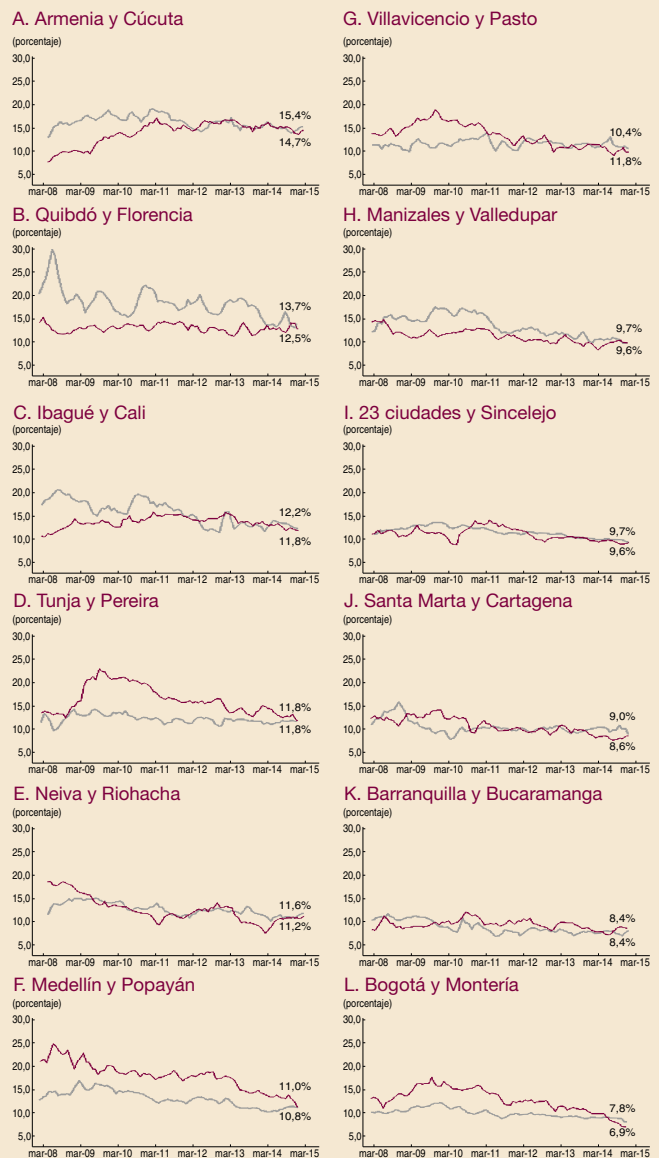 A. Armenia y Cúcuta
(porcentaje)
30,0
25,0
20,0
15,0
10,0
5,0
15,4%
14,7%
mar-08 mar-09 mar-10 mar-11 mar-12 mar-13 mar-14 mar-15
B. Quibdó y Florencia
(porcentaje)
30,0
25,0
20,0
15,0
10,0
5,0
13,7%
12,5%
mar-08 mar-09 mar-10 mar-11 mar-12 mar-13 mar-14 mar-15
C. Ibagué y Cali
(porcentaje)
30,0
25,0
20,0
15,0
10,0
5,0
12,2%
11,8%
mar-08 mar-09 mar-10 mar-11 mar-12 mar-13 mar-14 mar-15
D. Tunja y Pereira
(porcentaje)
30,0
25,0
20,0
15,0
10,0
5,0
11,8%
11,8%
mar-08 mar-09 mar-10 mar-11 mar-12 mar-13 mar-14 mar-15
E. Neiva y Riohacha
(porcentaje)
30,0
25,0
20,0
15,0
10,0
5,0
11,6%
11,2%
mar-08 mar-09 mar-10 mar-11 mar-12 mar-13 mar-14 mar-15
F. Medellín y Popayán
(porcentaje)
30,0
25,0
20,0
15,0
10,0
5,0
11,0%
10,8%
mar-08 mar-09 mar-10 mar-11 mar-12 mar-13 mar-14 mar-15
G. Villavicencio y Pasto
(porcentaje)
30,0
25,0
20,0
15,0
10,0
5,0
10,4%
11,8%
mar-08 mar-09 mar-10 mar-11 mar-12 mar-13 mar-14 mar-15
H. Manizales y Valledupar
(porcentaje)
30,0
25,0
20,0
15,0
10,0
5,0
9,7%
9,6%
mar-08 mar-09 mar-10 mar-11 mar-12 mar-13 mar-14 mar-15
I. 23 ciudades y Sincelejo
(porcentaje)
30,0
25,0
20,0
15,0
10,0
5,0
9,7%
9,6%
mar-08 mar-09 mar-10 mar-11 mar-12 mar-13 mar-14 mar-15
J. Santa Marta y Cartagena
(porcentaje)
30,0
25,0
20,0
15,0
10,0
5,0
9,0%
8,6%
mar-08 mar-09 mar-10 mar-11 mar-12 mar-13 mar-14 mar-15
K. Barranquilla y Bucaramanga
(porcentaje)
30,0
25,0
20,0
15,0
10,0
5,0
8,4%
8,4%
mar-08 mar-09 mar-10 mar-11 mar-12 mar-13 mar-14 mar-15
L. Bogotá y Montería
(porcentaje)
30,0
25,0
20,0
15,0
10,0
5,0
7,8%
6,9%
mar-08 mar-09 mar-10 mar-11 mar-12 mar-13 mar-14 mar-15